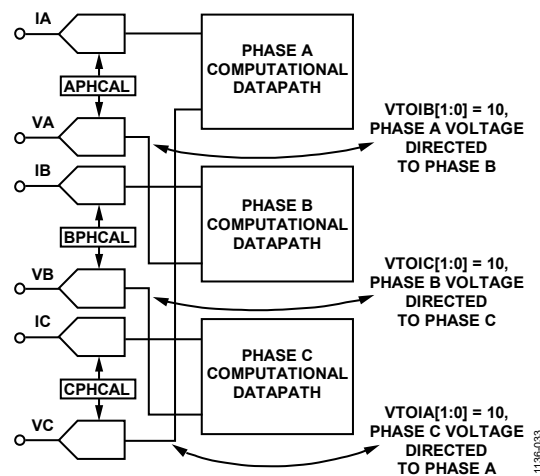 IA
APHCAL
VA
PHASE A
COMPUTATIONAL
DATAPATH
VTOIB[1:0] = 10,
PHASE A VOLTAGE
DIRECTED
TO PHASE B
IB
BPHCAL
VB
PHASE B
COMPUTATIONAL
DATAPATH
VTOIC[1:0] = 10,
PHASE B VOLTAGE
DIRECTED
TO PHASE C
IC
CPHCAL
VC
PHASE C
COMPUTATIONAL
DATAPATH
VTOIA[1:0] = 10,
PHASE C VOLTAGE
DIRECTED
TO PHASE A
1136-033